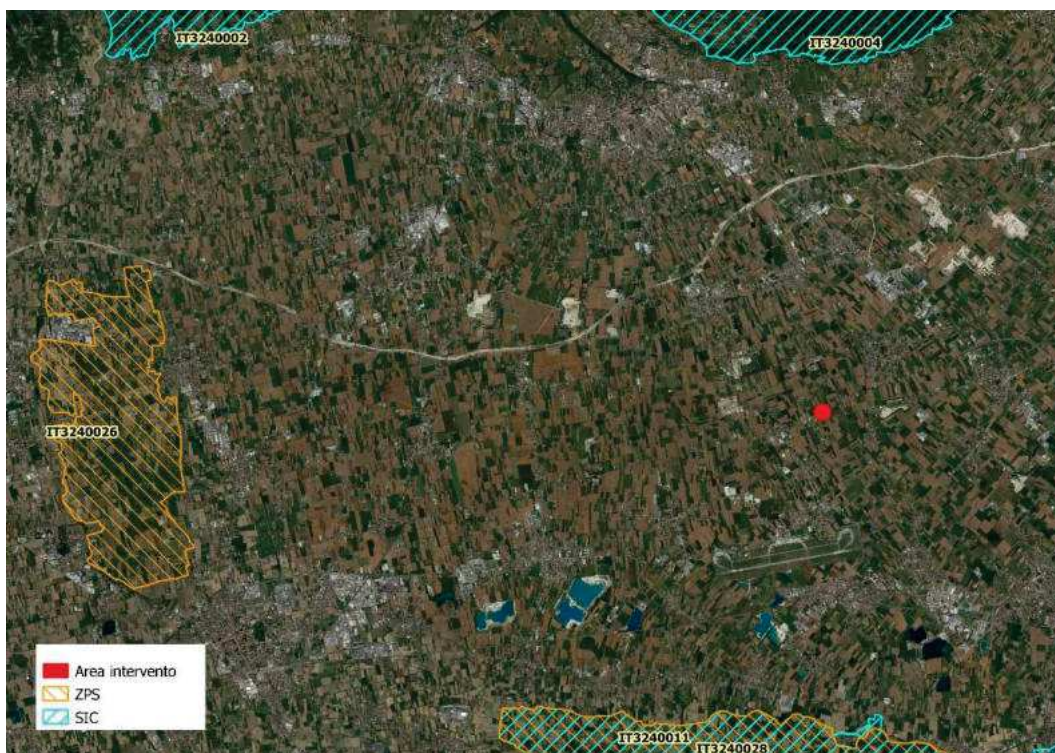 IT3240002
IT3240004
IT3240026
IT3240011
IT3240028
Area intervento
ZPS
SIC